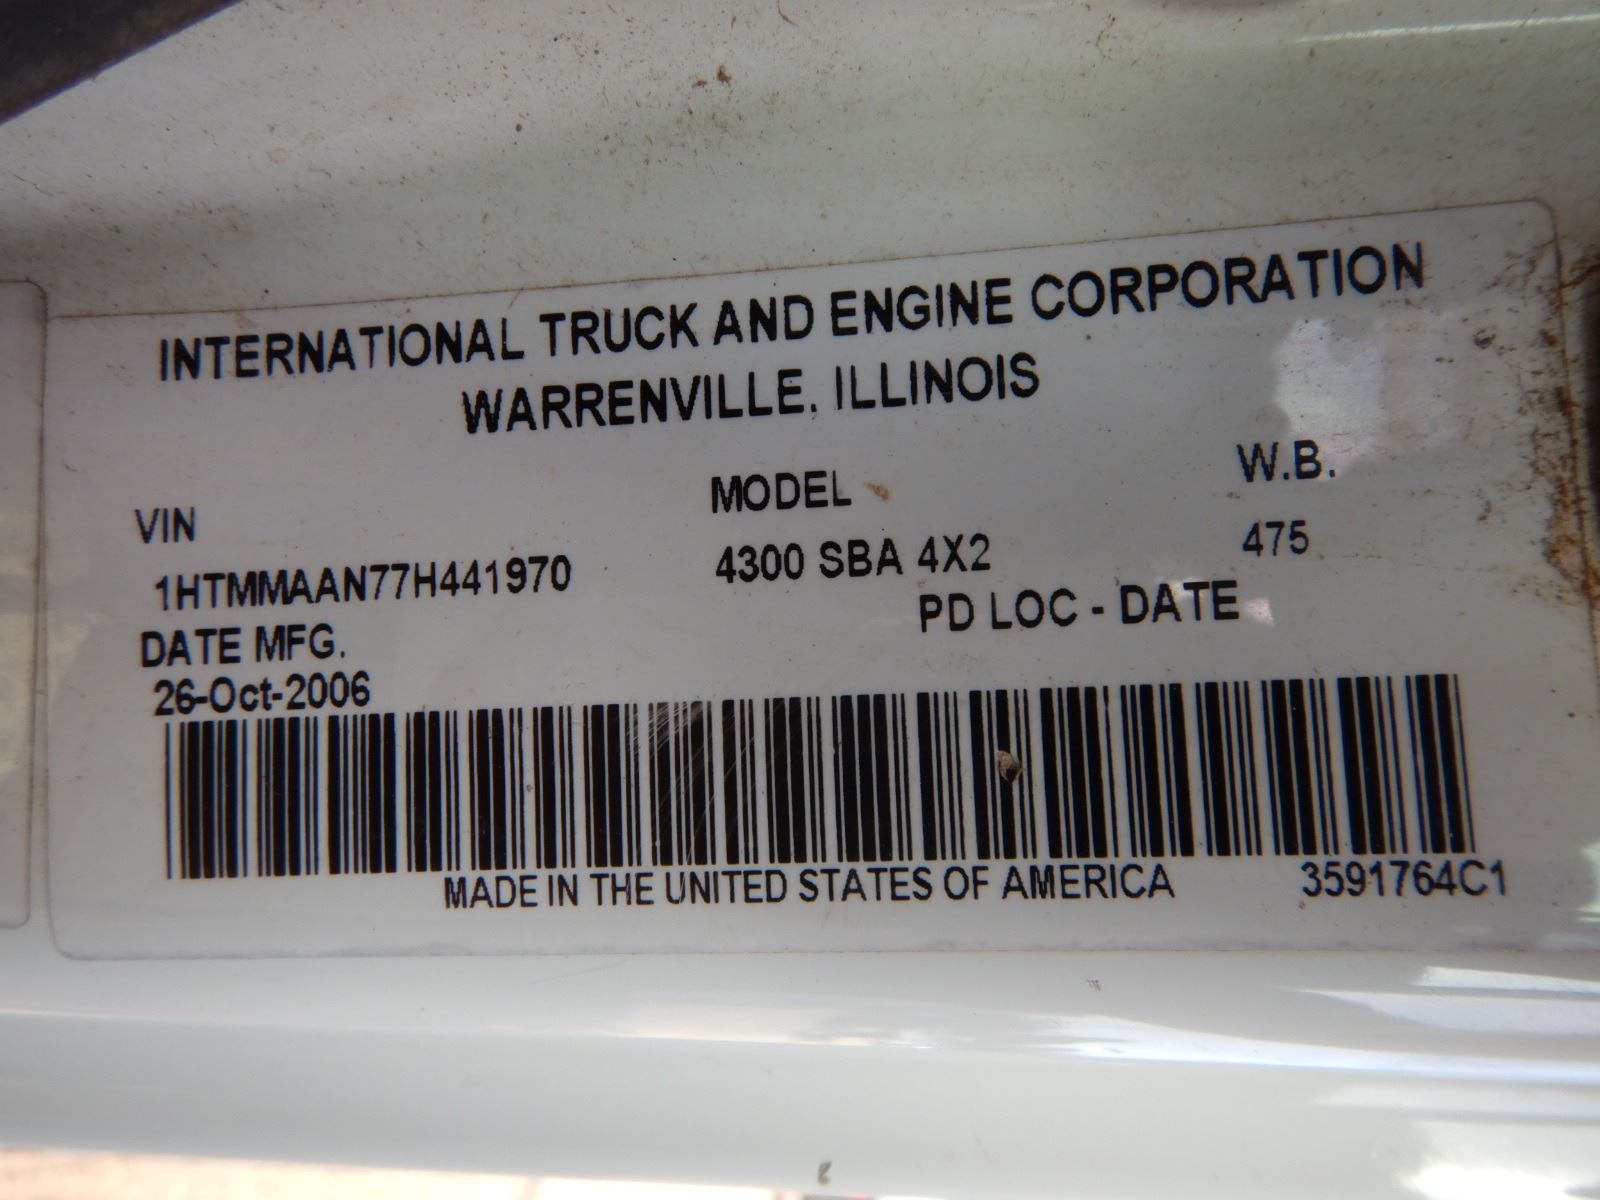 INTERNATIONAL TRUCK AND ENGINE CORPORATION
WARRENVILLE, ILLINOIS
VIN MODEL W.B.
1HTMMAAN77H441970 4300 SBA 4X2 475
DATE MFG. PD LOC - DATE
26-Oct-2006
MADE IN THE UNITED STATES OF AMERICA 3591764C1